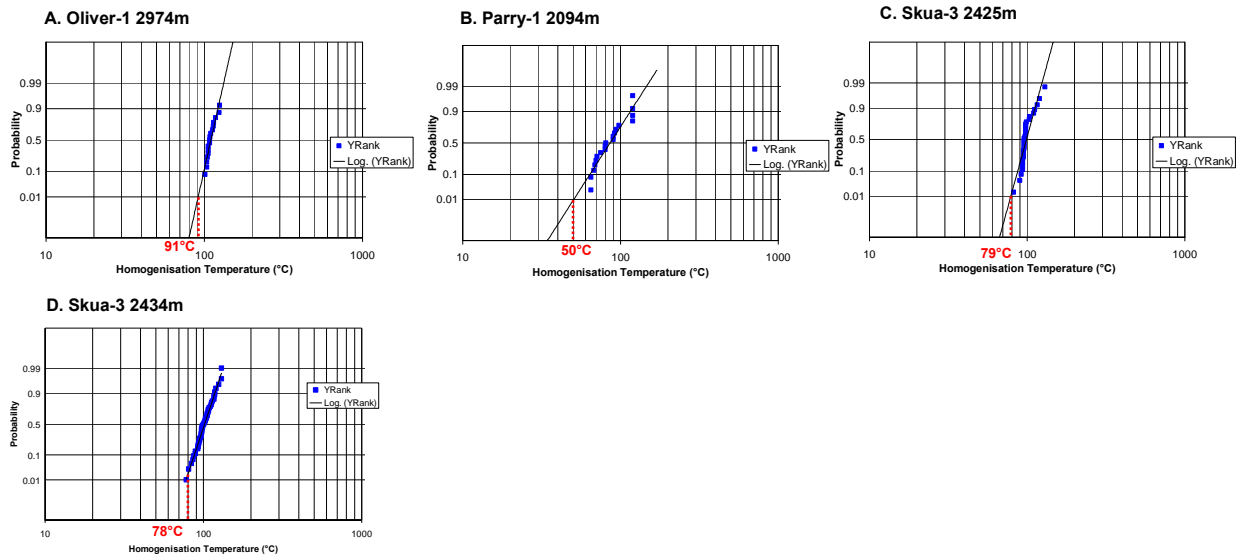 A. Oliver-1 2974m
0.99
0.9
0.5
0.1
0.01
Probability
YRank
Log. (YRank)
91°C
10
100
1000
Homogenisation Temperature (°C)
B. Parry-1 2094m
0.99
0.9
0.5
0.1
0.01
Probability
YRank
Log. (YRank)
50°C
10
100
1000
Homogenisation Temperature (°C)
C. Skua-3 2425m
0.99
0.9
0.5
0.1
0.01
Probability
YRank
Log. (YRank)
79°C
10
100
1000
Homogenisation Temperature (°C)
D. Skua-3 2434m
0.99
0.9
0.5
0.1
0.01
Probability
YRank
Log. (YRank)
78°C
10
100
1000
Homogenisation Temperature (°C)